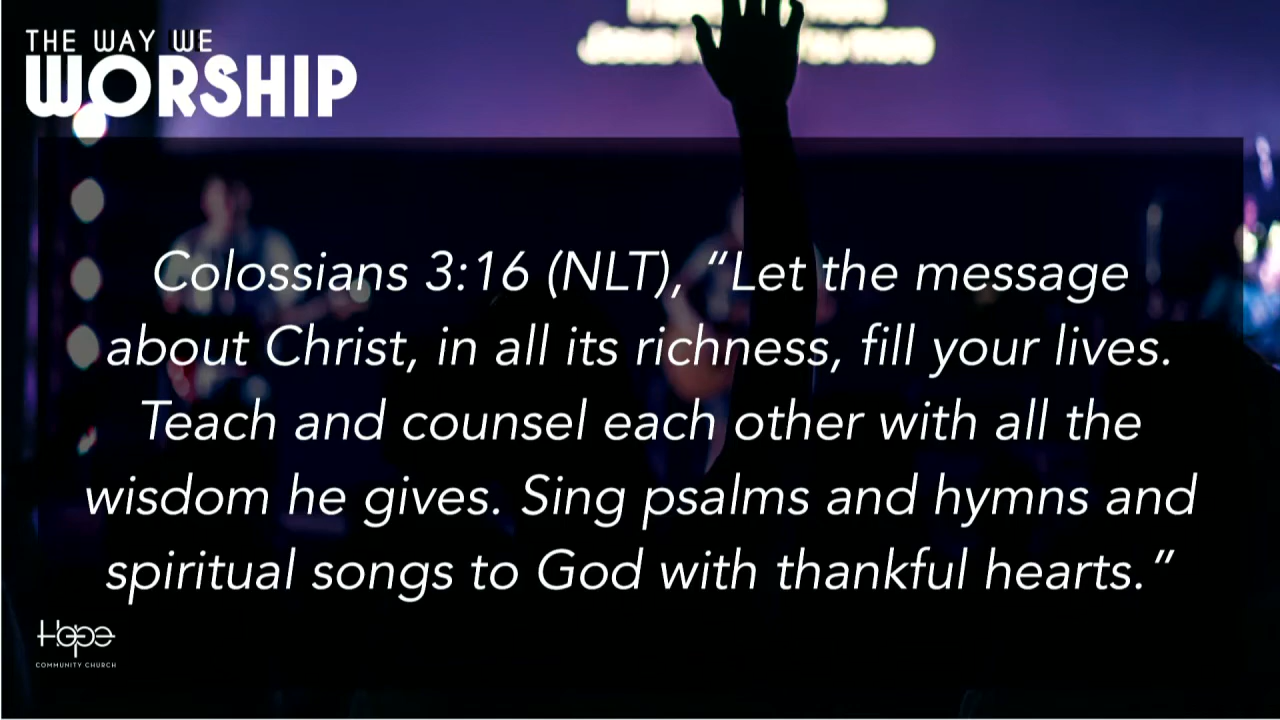 THE WAY WE
WORSHIP
Jesus
more
Colossians 3:16 (NLT), “Let the message
about Christ, in all its richness, fill your lives.
Teach and counsel each other with all the
wisdom he gives. Sing psalms and hymns and
spiritual songs to God with thankful hearts.”
Hope
COMMUNITY CHURCH